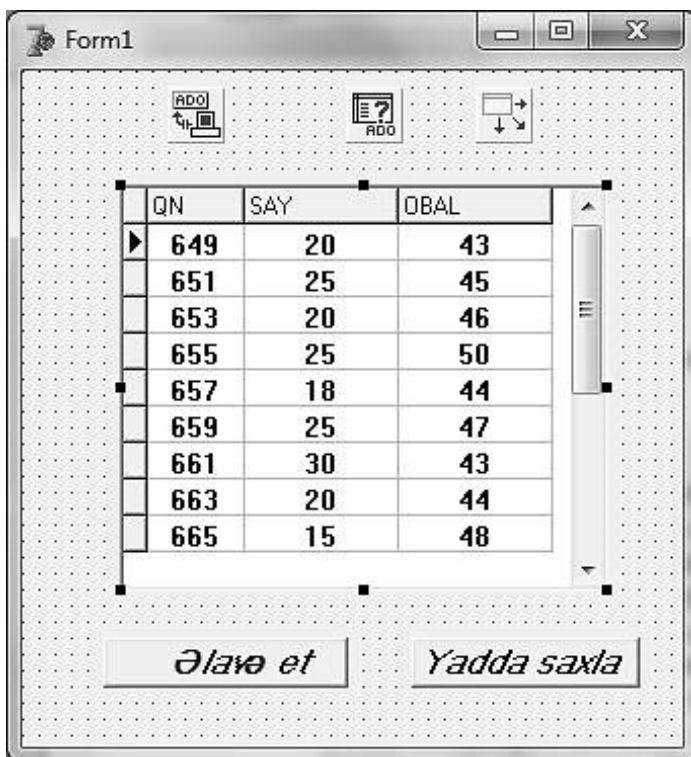 Form1
ADO
ADO
QN SAY OBAL
649 20 43
651 25 45
653 20 46
655 25 50
657 18 44
659 25 47
661 30 43
663 20 44
665 15 48
Əlavə et Yadda saxla